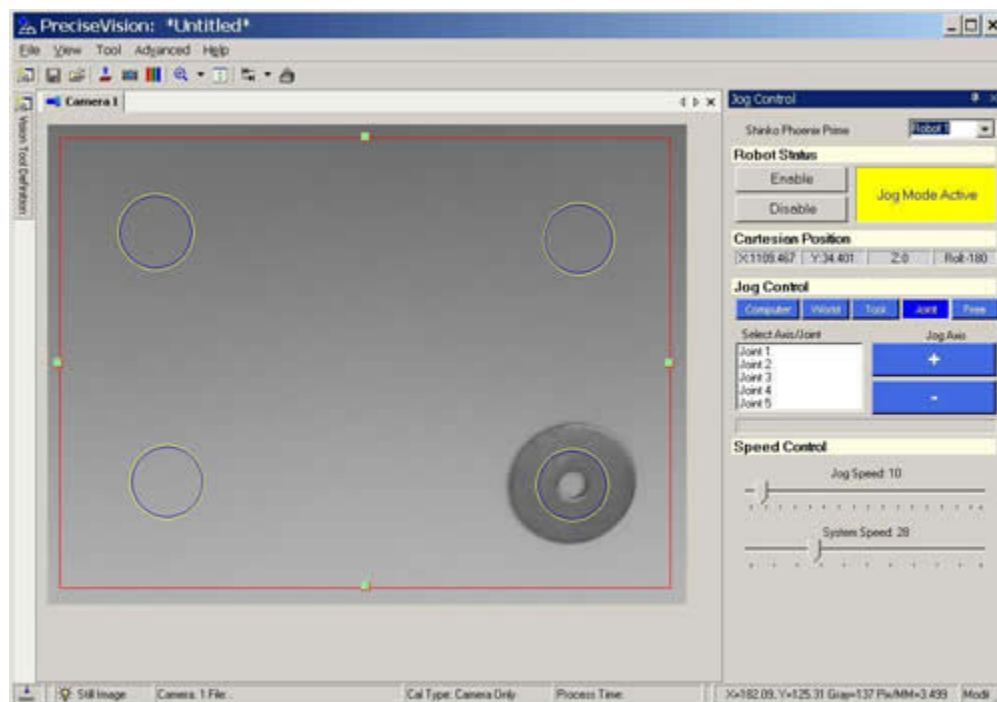 PreciseVision: *Untitled*
File View Tool Advanced Help
Camera 1
Vision Tool Definition
Jog Control
Shinko Phoenix Prime Robot 1
Robot Status
Enable
Disable
Jog Mode Active
Cartesian Position
X:1109.467 Y:34.401 Z:0 Roll:-180
Jog Control
Computer World Tool Joint Free
Select Axis/Joint Jog Axis
Joint 1
Joint 2
Joint 3
Joint 4
Joint 5
+
-
Speed Control
Jog Speed: 10
System Speed: 28
Still Image Camera: 1 File: Cal Type: Camera Only Process Time: X=182.09, Y=125.31 Gray=137 Pix/MM=3.499 Modi